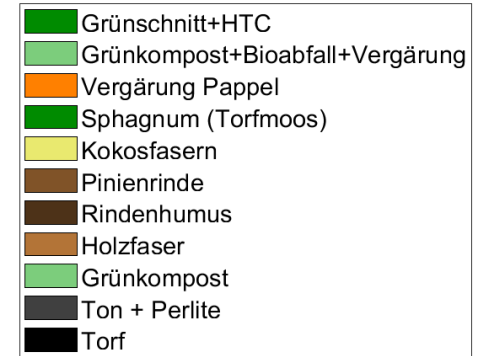 Grünschnitt+HTC
Grünkompost+Bioabfall+Vergärung
Vergärung Pappel
Sphagnum (Torfmoos)
Kokosfasern
Pinienrinde
Rindenhumus
Holzfaser
Grünkompost
Ton + Perlite
Torf